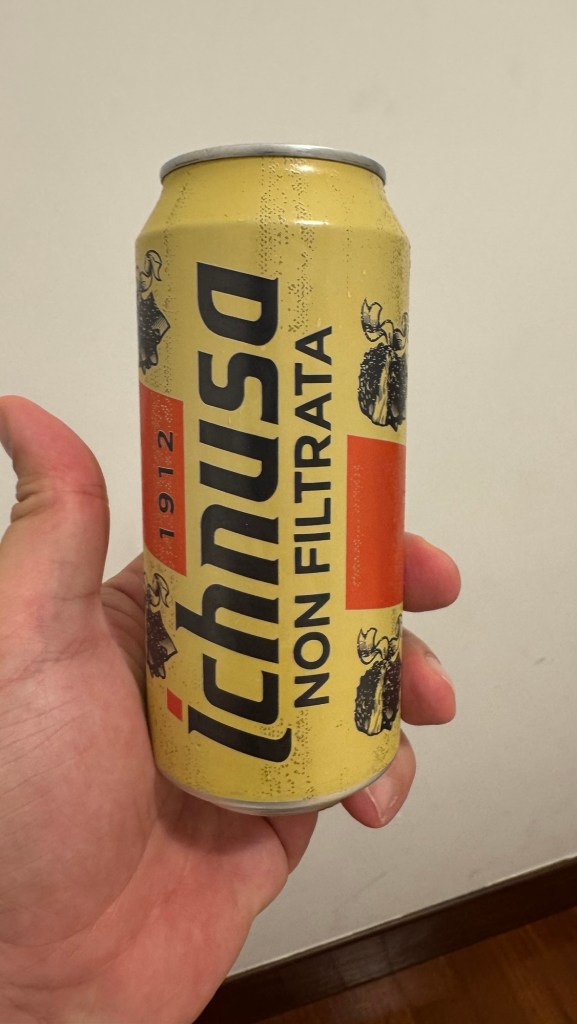 1912
ichnusa
NON FILTRATA